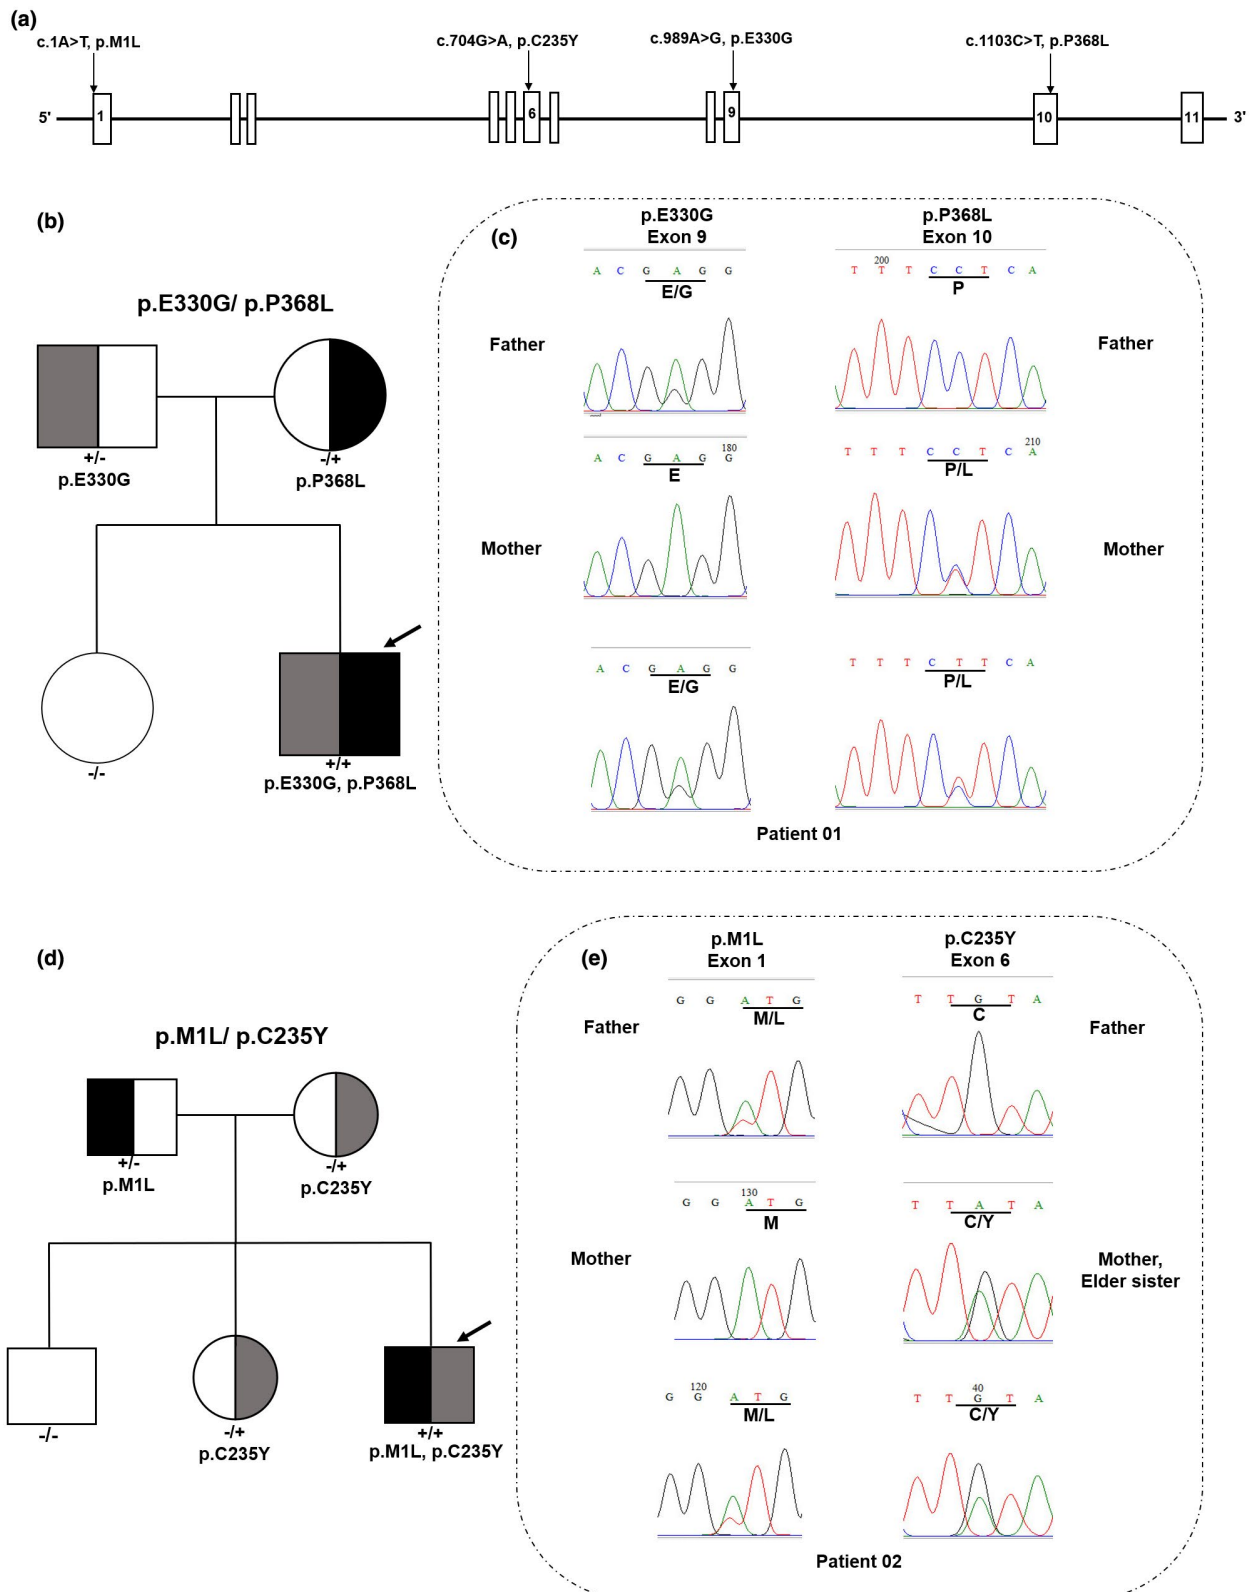 (a)
c.1A>T, p.M1L
c.704G>A, p.C235Y
c.989A>G, p.E330G
c.1103C>T, p.P368L
5'
1
6
9
10
11
3'
(b)
p.E330G/ p.P368L
+/-
p.E330G
-/+
p.P368L
-/-
+/+
p.E330G, p.P368L
(c)
p.E330G
Exon 9
p.P368L
Exon 10
Father
A C G A G G
E/G
200
T T T C C T C A
P
Father
Mother
180
A C G A G G
E
210
T T T C C T C A
P/L
Mother
A C G A G G
E/G
T T T C T T C A
P/L
Patient 01
(d)
p.M1L/ p.C235Y
+/-
p.M1L
-/+
p.C235Y
-/-
-/+
p.C235Y
+/+
p.M1L, p.C235Y
(e)
p.M1L
Exon 1
p.C235Y
Exon 6
Father
G G A T G
M/L
T T G T A
C
Father
Mother
130
G G A T G
M
T T A T A
C/Y
Mother,
Elder sister
120
G G A T G
M/L
40
T T G T A
C/Y
Patient 02